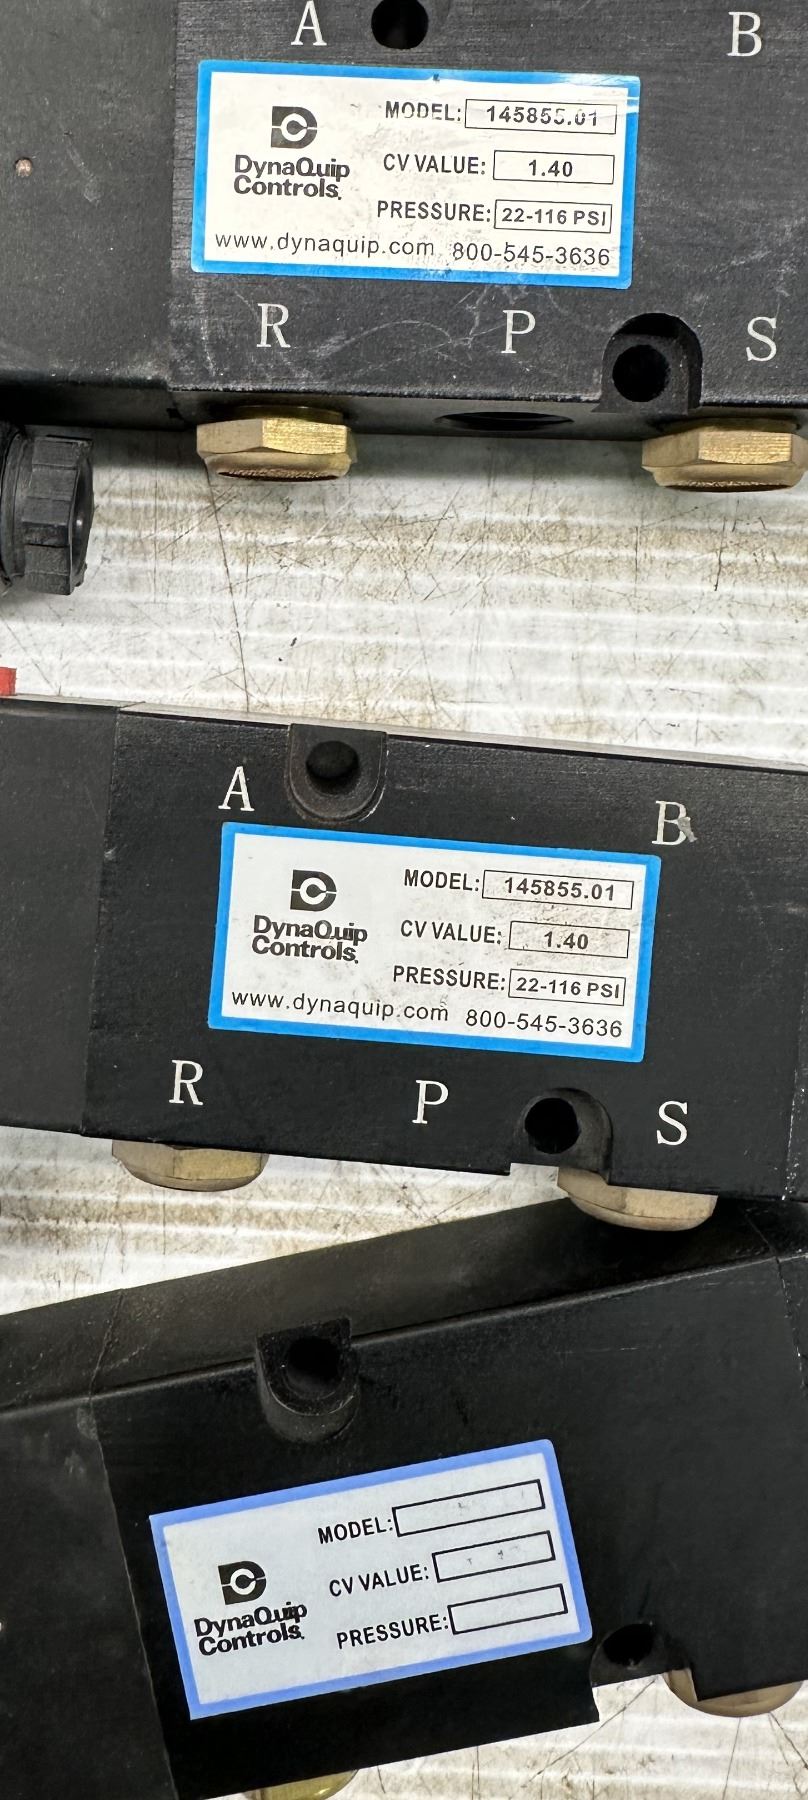 A B
DynaQuip
Controls.
MODEL: 145855.01
CV VALUE: 1.40
PRESSURE: 22-116 PSI
www.dynaquip.com 800-545-3636
R P S
A B
DynaQuip
Controls.
MODEL: 145855.01
CV VALUE: 1.40
PRESSURE: 22-116 PSI
www.dynaquip.com 800-545-3636
R P S
DynaQuip
Controls.
MODEL:
CV VALUE:
PRESSURE: